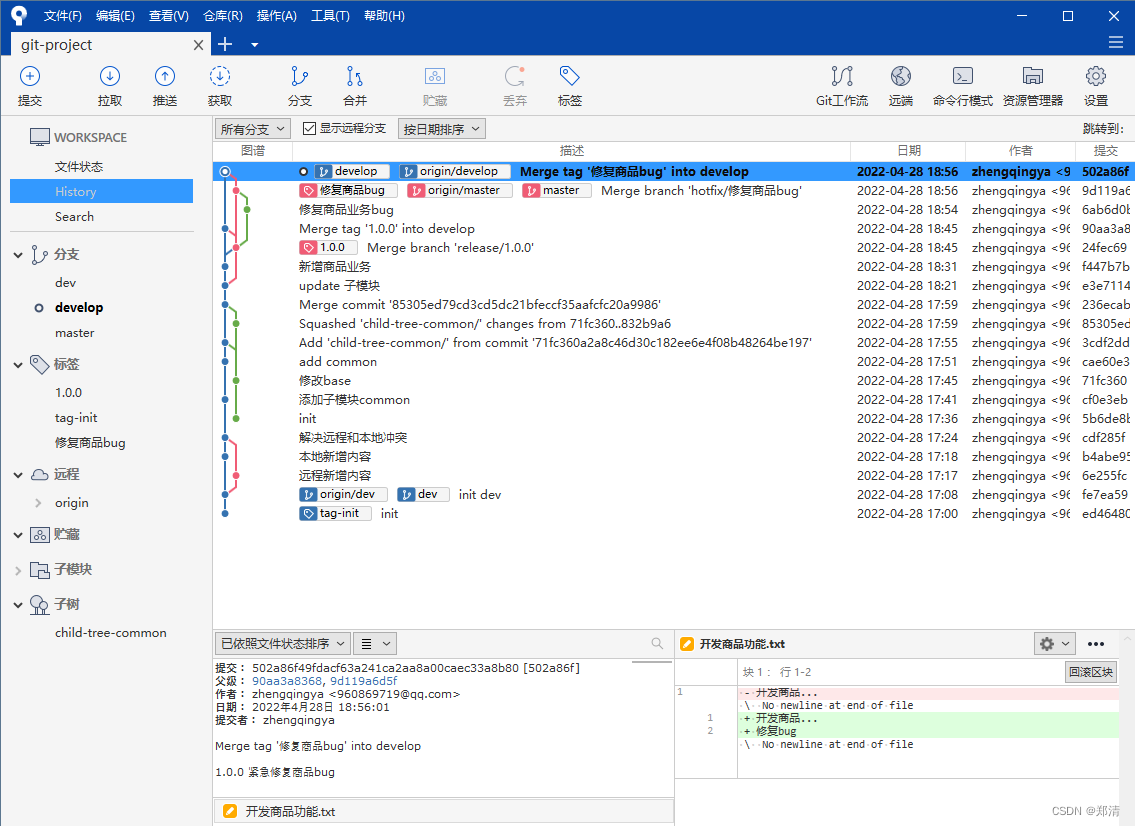 文件(F) 编辑(E) 查看(V) 仓库(R) 操作(A) 工具(T) 帮助(H)
git-project
提交 拉取 推送 获取 分支 合并 贮藏 丢弃 标签 Git工作流 远端 命令行模式 资源管理器 设置
WORKSPACE
文件状态
History
Search
分支
dev
develop
master
标签
1.0.0
tag-init
修复商品bug
远程
origin
贮藏
子模块
子树
child-tree-common
所有分支 显示远程分支 按日期排序 跳转到:
图谱 描述 日期 作者 提交
develop origin/develop Merge tag '修复商品bug' into develop 2022-04-28 18:56 zhengqingya <9 502a86f
修复商品bug origin/master master Merge branch 'hotfix/修复商品bug' 2022-04-28 18:56 zhengqingya <96 9d119a6
修复商品业务bug 2022-04-28 18:54 zhengqingya <96 6ab6d0b
Merge tag '1.0.0' into develop 2022-04-28 18:45 zhengqingya <96 90aa3a8
1.0.0 Merge branch 'release/1.0.0' 2022-04-28 18:45 zhengqingya <96 24fec69
新增商品业务 2022-04-28 18:31 zhengqingya <96 f447b7b
update 子模块 2022-04-28 18:21 zhengqingya <96 e3e7114
Merge commit '85305ed79cd3cd5dc21bfeccf35aafcfc20a9986' 2022-04-28 17:59 zhengqingya <96 236ecab
Squashed 'child-tree-common/' changes from 71fc360..832b9a6 2022-04-28 17:59 zhengqingya <96 85305ed
Add 'child-tree-common/' from commit '71fc360a2a8c46d30c182ee6e4f08b48264be197' 2022-04-28 17:55 zhengqingya <96 3cdf2dd
add common 2022-04-28 17:51 zhengqingya <96 cae60e3
修改base 2022-04-28 17:45 zhengqingya <96 71fc360
添加子模块common 2022-04-28 17:41 zhengqingya <96 cf0e3eb
init 2022-04-28 17:36 zhengqingya <96 5b6de8b
解决远程和本地冲突 2022-04-28 17:24 zhengqingya <96 cdf285f
本地新增内容 2022-04-28 17:18 zhengqingya <96 b4abe95
远程新增内容 2022-04-28 17:17 zhengqingya <96 6e255fc
origin/dev dev init dev 2022-04-28 17:08 zhengqingya <96 fe7ea59
tag-init init 2022-04-28 17:00 zhengqingya <96 ed46480
已依照文件状态排序
提交: 502a86f49fdacf63a241ca2aa8a00caec33a8b80 [502a86f]
父级: 90aa3a8368, 9d119a6d5f
作者: zhengqingya <960869719@qq.com>
日期: 2022年4月28日 18:56:01
提交者: zhengqingya
Merge tag '修复商品bug' into develop
1.0.0 紧急修复商品bug
开发商品功能.txt
开发商品功能.txt
块 1: 行 1-2 回滚区块
1 - 开发商品...
\ No newline at end of file
1 + 开发商品...
2 + 修复bug
\ No newline at end of file
CSDN @郑清